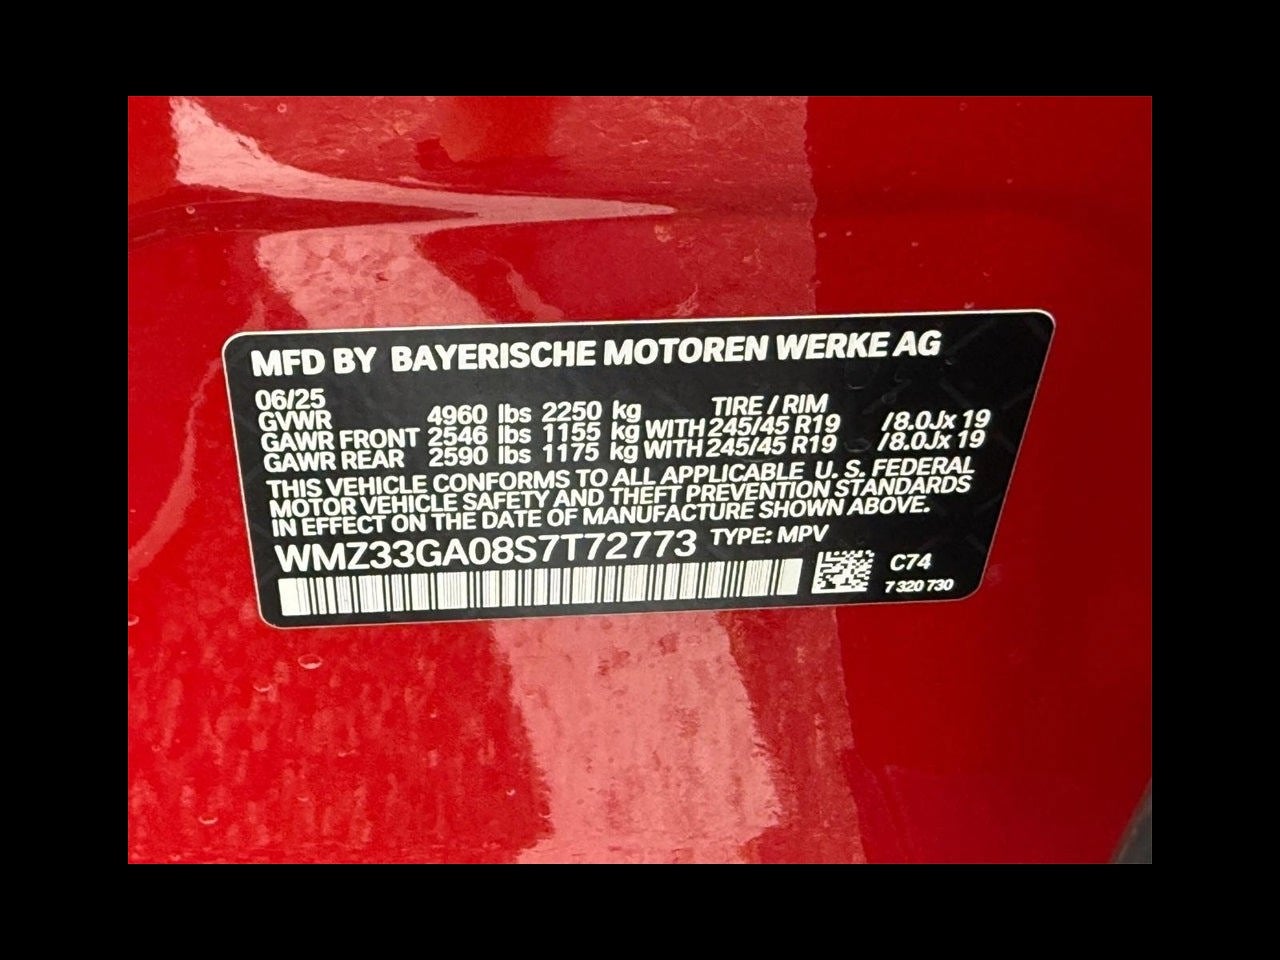 MFD BY BAYERISCHE MOTOREN WERKE AG
06/25 TIRE / RIM
GVWR 4960 lbs 2250 kg
GAWR FRONT 2546 lbs 1155 kg WITH 245/45 R19 /8.0Jx 19
GAWR REAR 2590 lbs 1175 kg WITH 245/45 R19 /8.0Jx 19
THIS VEHICLE CONFORMS TO ALL APPLICABLE U. S. FEDERAL
MOTOR VEHICLE SAFETY AND THEFT PREVENTION STANDARDS
IN EFFECT ON THE DATE OF MANUFACTURE SHOWN ABOVE.
WMZ33GA08S7T72773 TYPE: MPV
C74
7 320 730